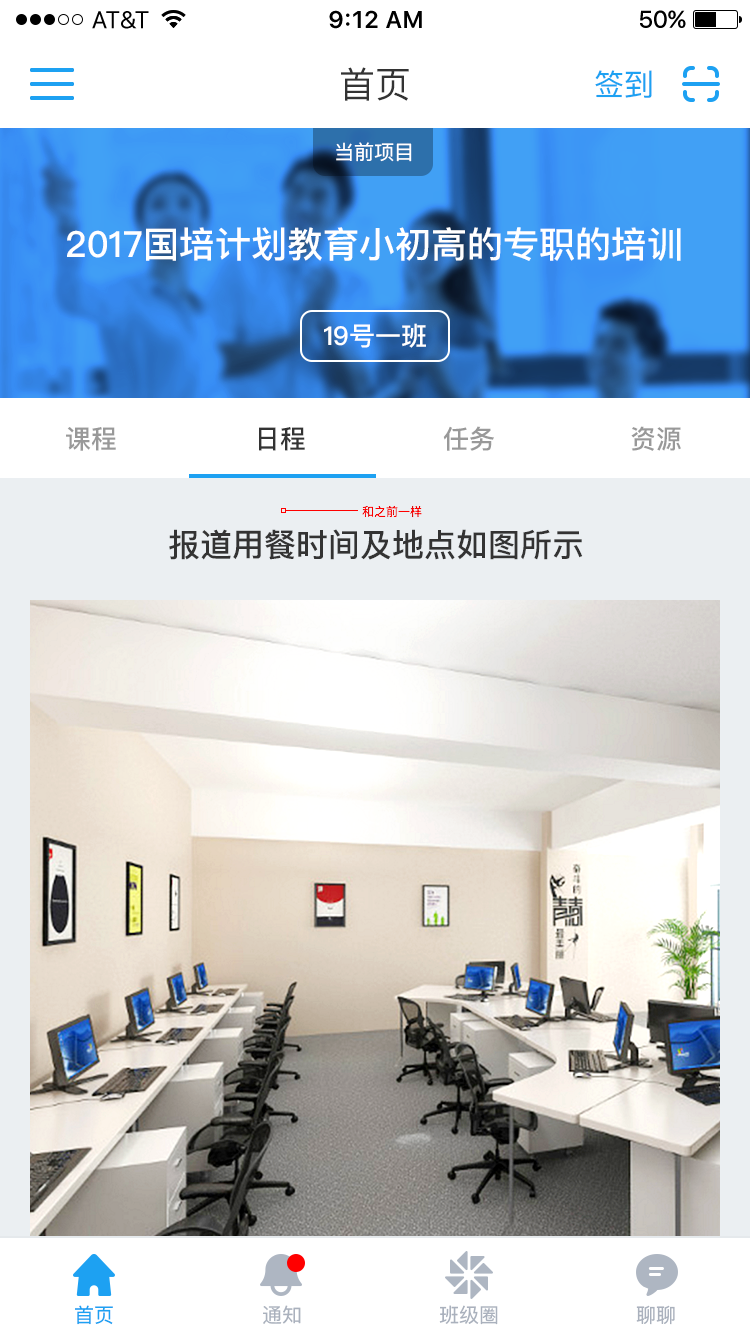 AT&T 9:12 AM 50%
首页 签到
当前项目
2017国培计划教育小初高的专职的培训
19号一班
课程 日程 任务 资源
和之前一样
报道用餐时间及地点如图所示
首页 通知 班级圈 聊聊